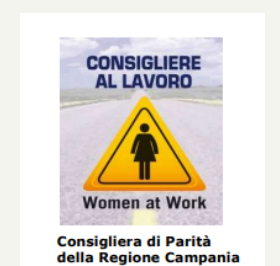 CONSIGLIERE
AL LAVORO
Women at Work
Consigliera di Parità
della Regione Campania